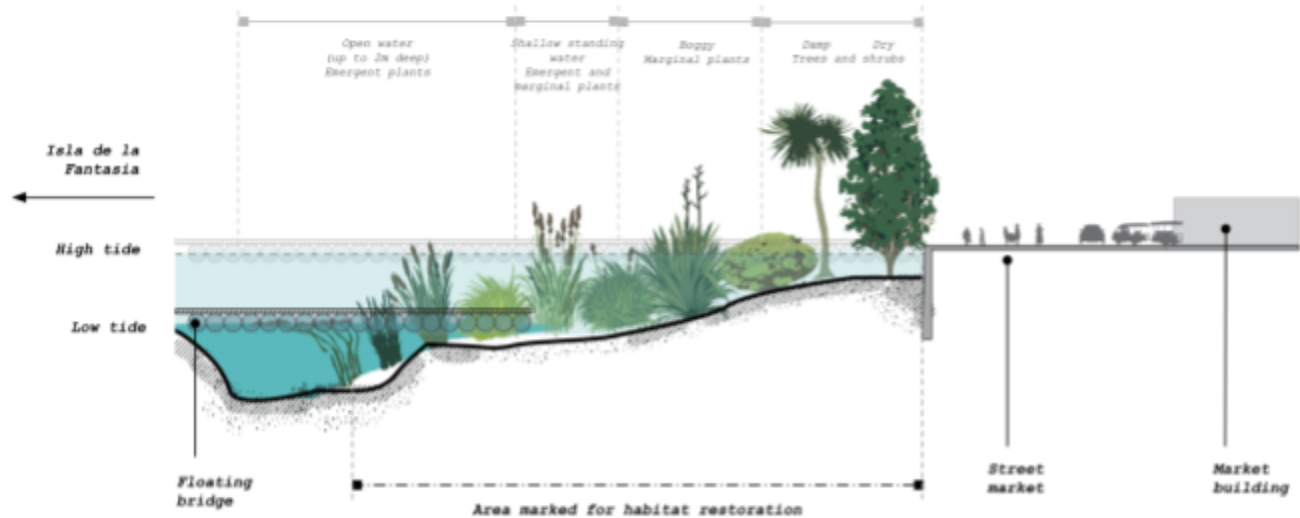 Open water
(up to 2m deep)
Emergent plants
Shallow standing
water
Emergent and
marginal plants
Boggy
Marginal plants
Damp Dry
Trees and shrubs
Isla de la
Fantasia
High tide
Low tide
Floating
bridge
Street
market
Market
building
Area marked for habitat restoration